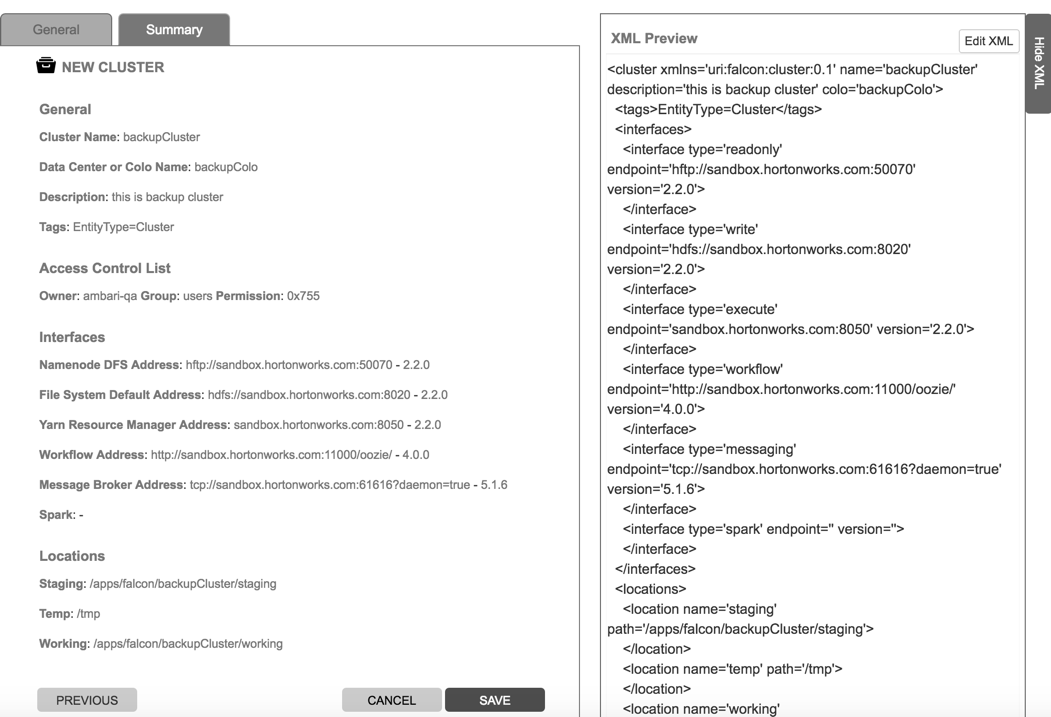 General
Summary
NEW CLUSTER
General
Cluster Name: backupCluster
Data Center or Colo Name: backupColo
Description: this is backup cluster
Tags: EntityType=Cluster
Access Control List
Owner: ambari-qa Group: users Permission: 0x755
Interfaces
Namenode DFS Address: hftp://sandbox.hortonworks.com:50070 - 2.2.0
File System Default Address: hdfs://sandbox.hortonworks.com:8020 - 2.2.0
Yarn Resource Manager Address: sandbox.hortonworks.com:8050 - 2.2.0
Workflow Address: http://sandbox.hortonworks.com:11000/oozie/ - 4.0.0
Message Broker Address: tcp://sandbox.hortonworks.com:61616?daemon=true - 5.1.6
Spark: -
Locations
Staging: /apps/falcon/backupCluster/staging
Temp: /tmp
Working: /apps/falcon/backupCluster/working
PREVIOUS
CANCEL
SAVE
XML Preview
Edit XML
Hide XML
<cluster xmlns='uri:falcon:cluster:0.1' name='backupCluster'
description='this is backup cluster' colo='backupColo'>
<tags>EntityType=Cluster</tags>
<interfaces>
<interface type='readonly'
endpoint='hftp://sandbox.hortonworks.com:50070'
version='2.2.0'>
</interface>
<interface type='write'
endpoint='hdfs://sandbox.hortonworks.com:8020'
version='2.2.0'>
</interface>
<interface type='execute'
endpoint='sandbox.hortonworks.com:8050' version='2.2.0'>
</interface>
<interface type='workflow'
endpoint='http://sandbox.hortonworks.com:11000/oozie/'
version='4.0.0'>
</interface>
<interface type='messaging'
endpoint='tcp://sandbox.hortonworks.com:61616?daemon=true'
version='5.1.6'>
</interface>
<interface type='spark' endpoint='' version=''>
</interface>
</interfaces>
<locations>
<location name='staging'
path='/apps/falcon/backupCluster/staging'>
</location>
<location name='temp' path='/tmp'>
</location>
<location name='working'